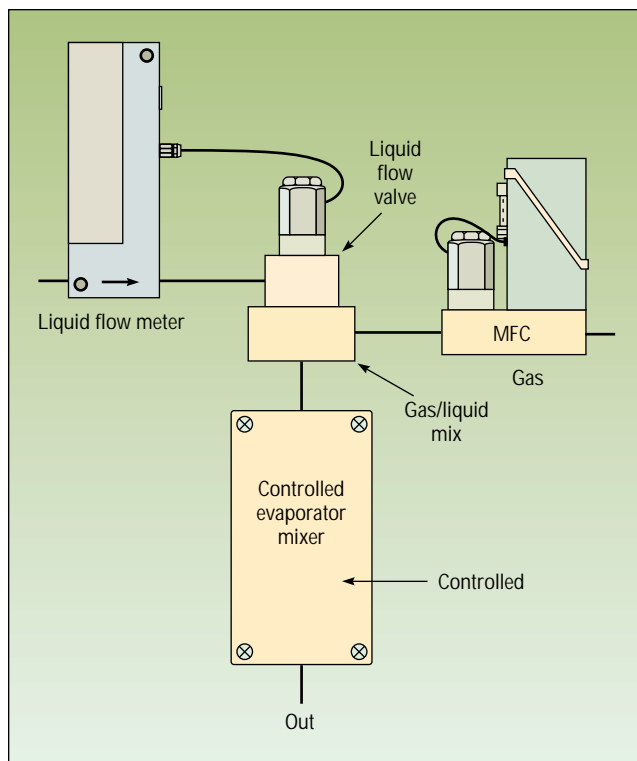 Liquid
flow
valve
Liquid flow meter
MFC
Gas
Gas/liquid
mix
Controlled
evaporator
mixer
Controlled
Out